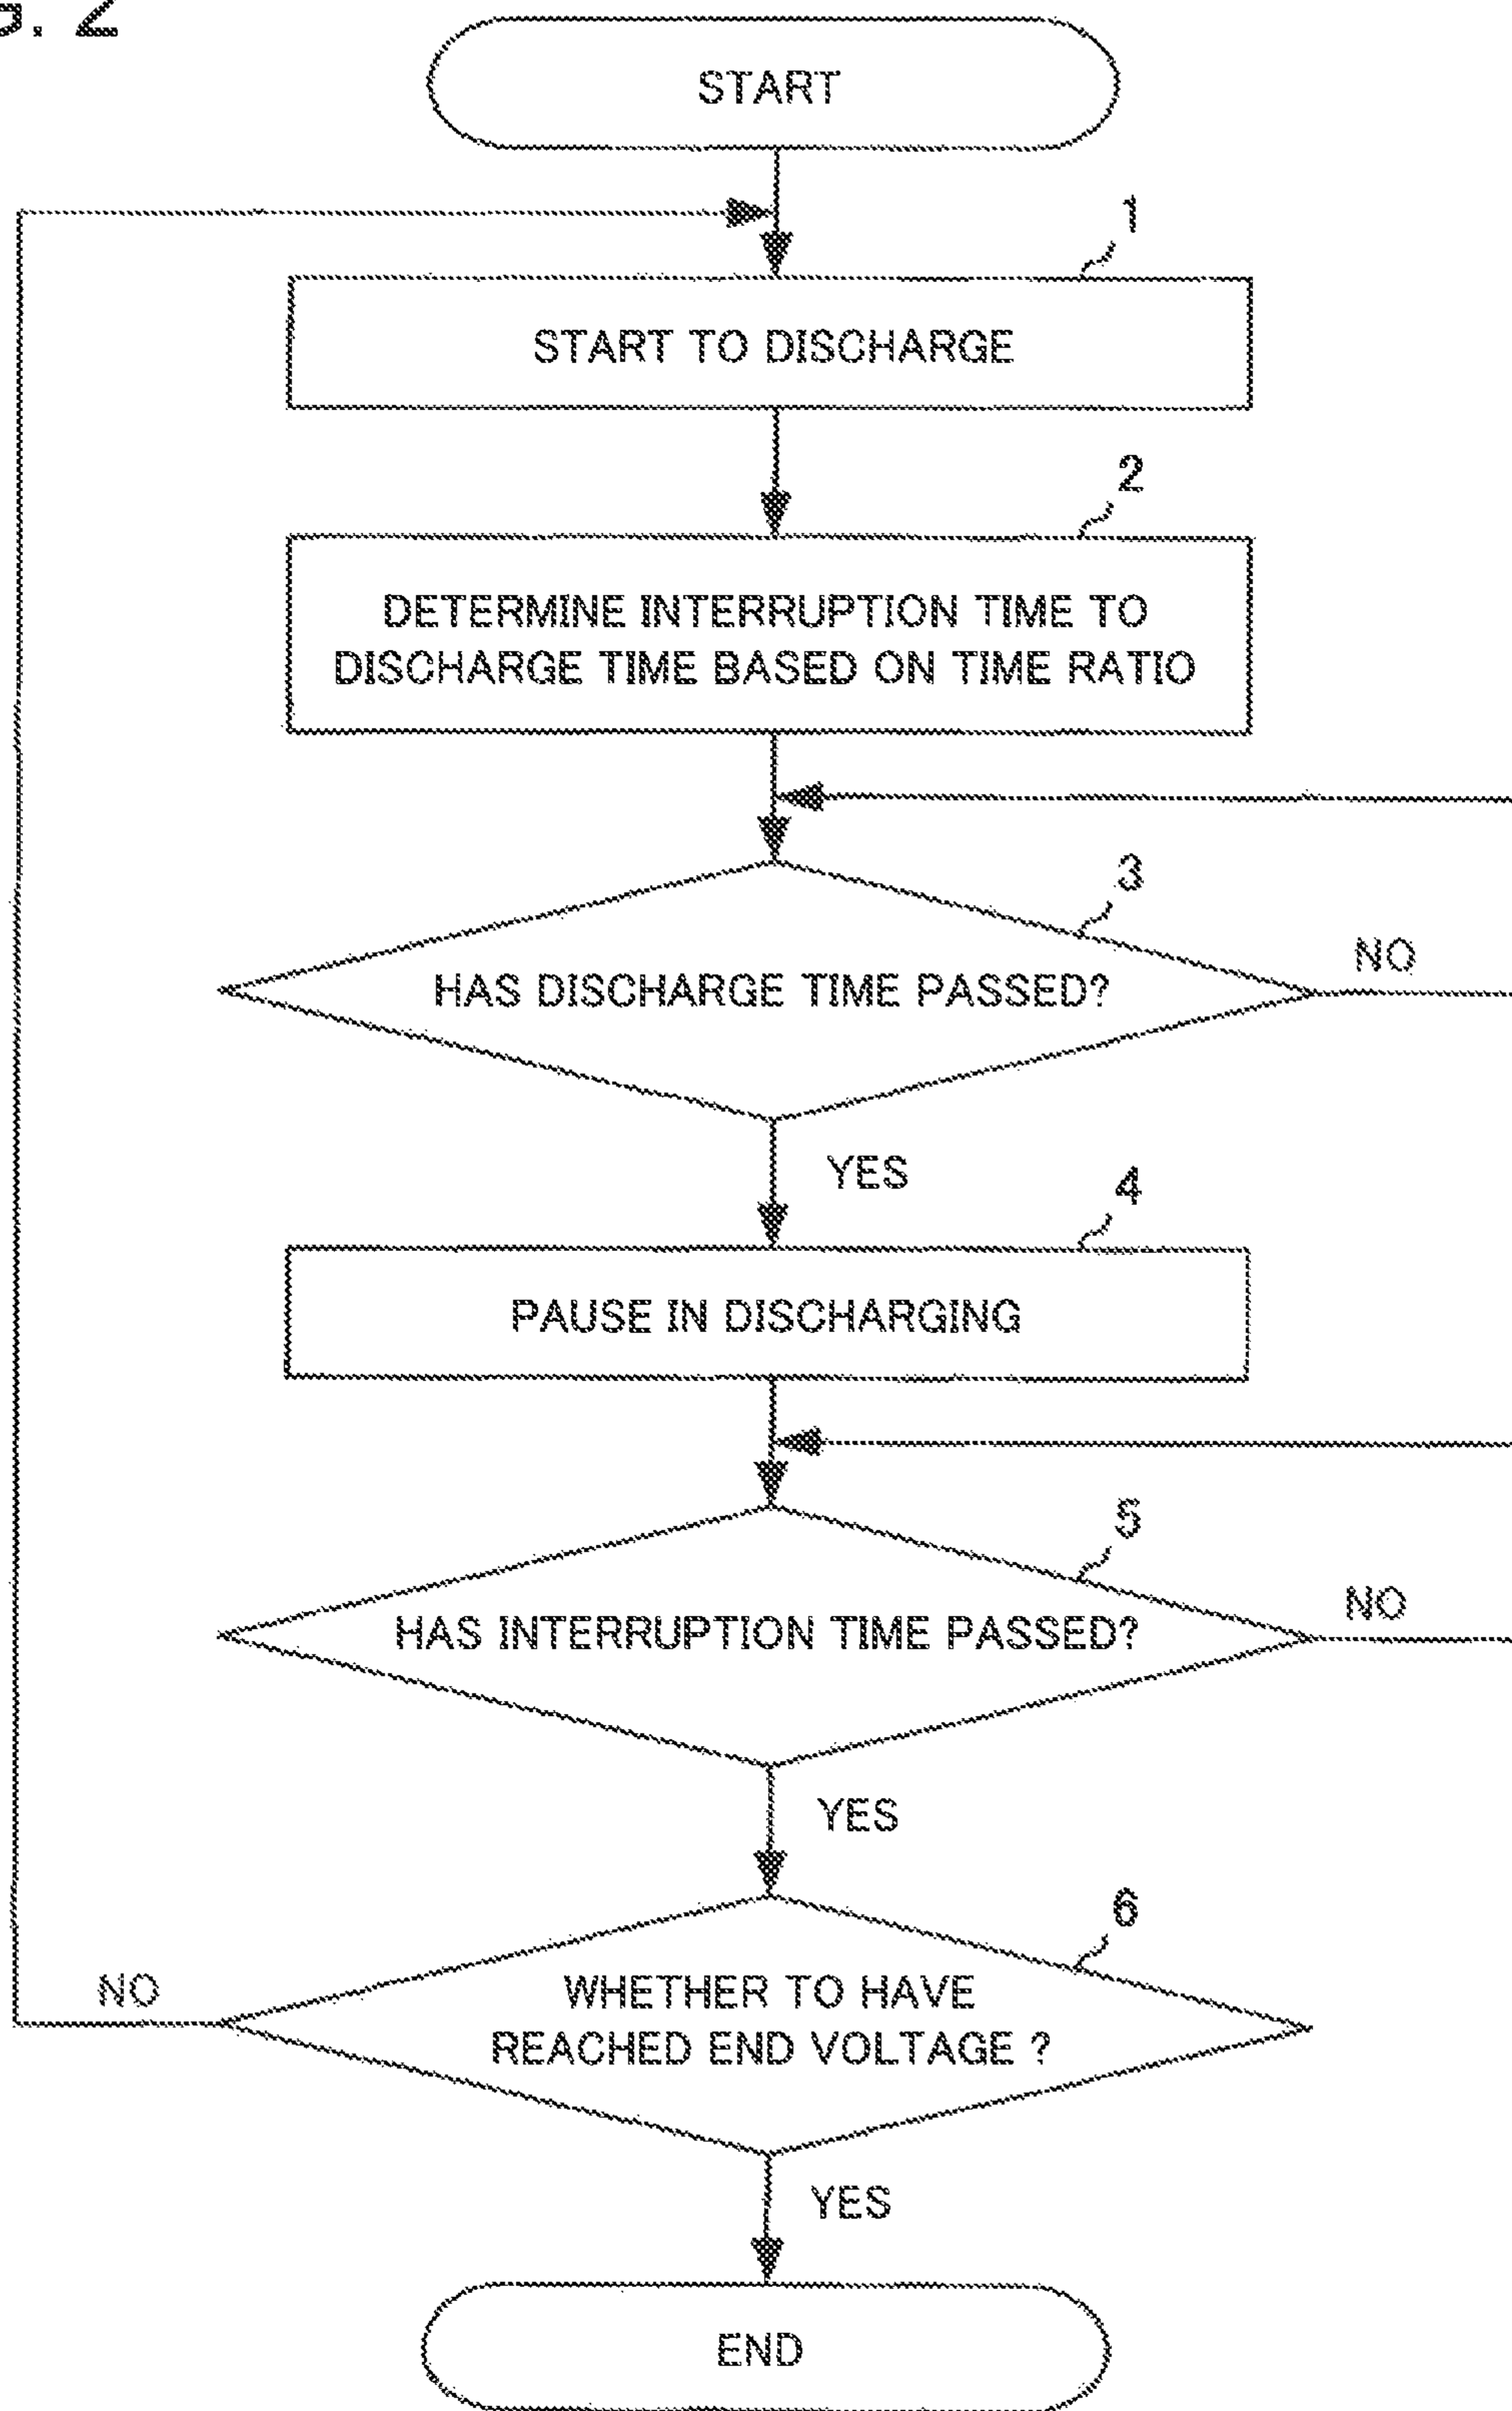 G. 2
START
1
START TO DISCHARGE
2
DETERMINE INTERRUPTION TIME TO
DISCHARGE TIME BASED ON TIME RATIO
3
HAS DISCHARGE TIME PASSED?
NO
YES
4
PAUSE IN DISCHARGING
5
HAS INTERRUPTION TIME PASSED?
NO
YES
6
WHETHER TO HAVE
REACHED END VOLTAGE ?
NO
YES
END